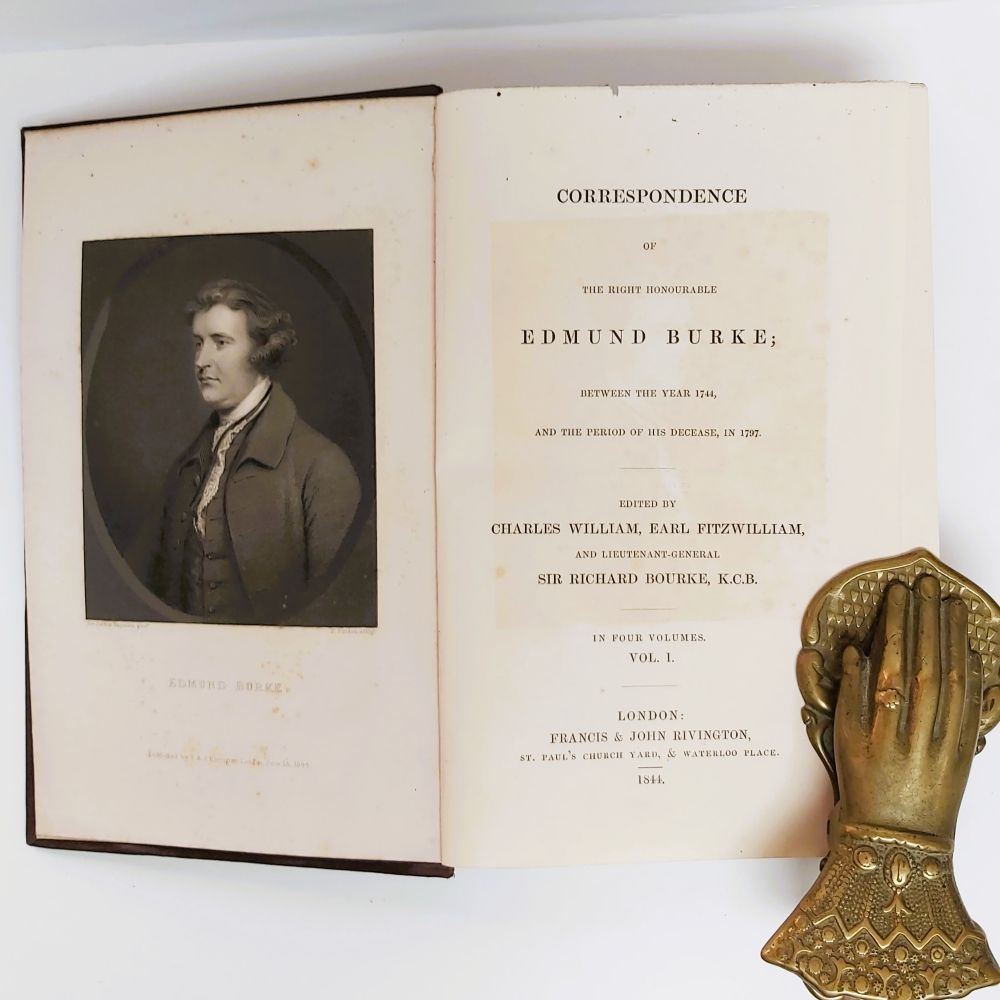 EDMUND BURKE.
CORRESPONDENCE
OF
THE RIGHT HONOURABLE
EDMUND BURKE;
BETWEEN THE YEAR 1744,
AND THE PERIOD OF HIS DECEASE, IN 1797.
EDITED BY
CHARLES WILLIAM, EARL FITZWILLIAM,
AND LIEUTENANT-GENERAL
SIR RICHARD BOURKE, K.C.B.
IN FOUR VOLUMES.
VOL. I.
LONDON:
FRANCIS & JOHN RIVINGTON,
ST. PAUL'S CHURCH YARD, & WATERLOO PLACE.
1844.